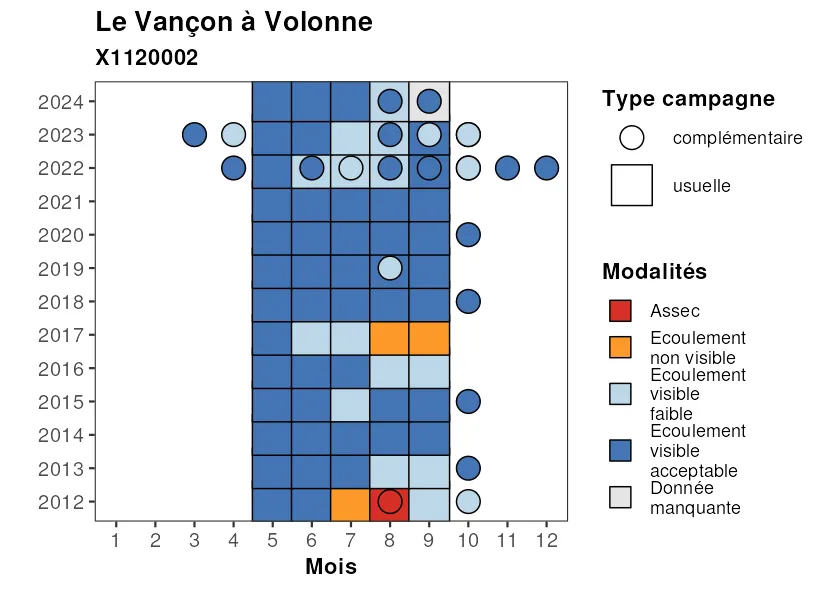 Le Vançon à Volonne
X1120002
2024
2023
2022
2021
2020
2019
2018
2017
2016
2015
2014
2013
2012
1 2 3 4 5 6 7 8 9 10 11 12
Mois
Type campagne
complémentaire
usuelle
Modalités
Assec
Ecoulement
non visible
Ecoulement
visible
faible
Ecoulement
visible
acceptable
Donnée
manquante